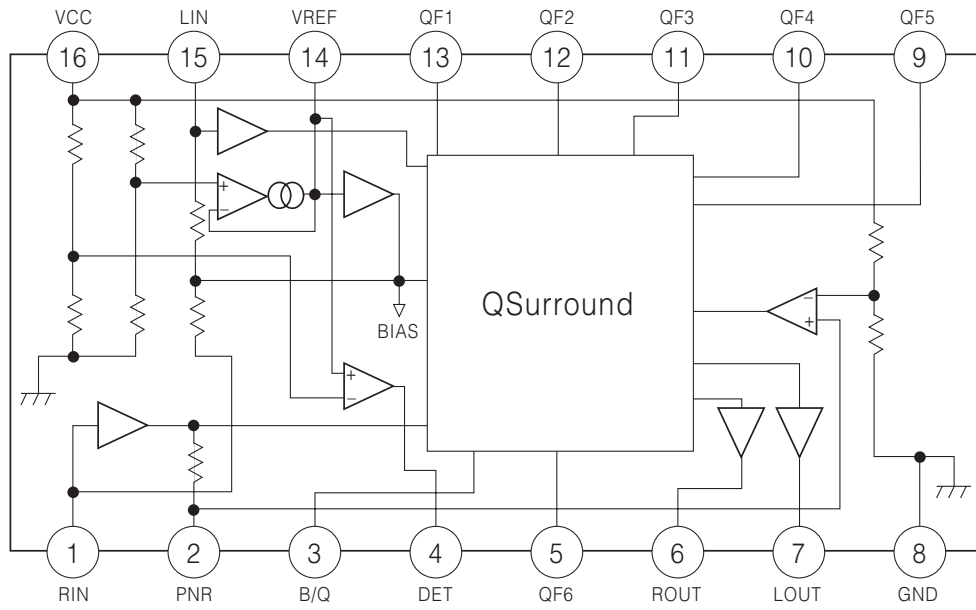 VCC LIN VREF QF1 QF2 QF3 QF4 QF5
16 15 14 13 12 11 10 9
+
−
QSurround
−
+
BIAS
+
−
1 2 3 4 5 6 7 8
RIN PNR B/Q DET QF6 ROUT LOUT GND